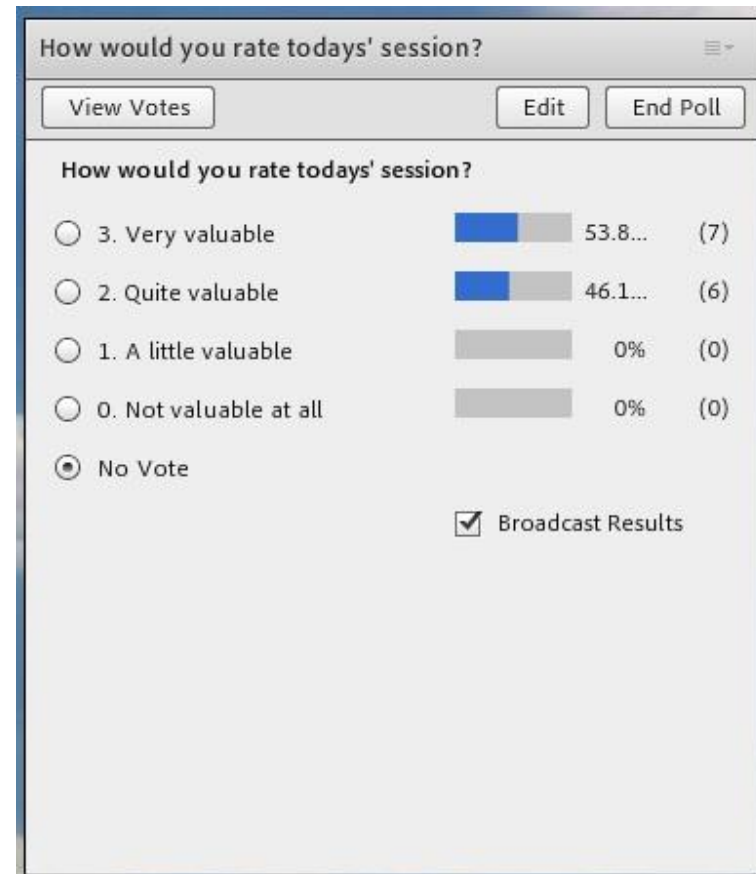 How would you rate todays' session?
View Votes Edit End Poll
How would you rate todays' session?
3. Very valuable 53.8... (7)
2. Quite valuable 46.1... (6)
1. A little valuable 0% (0)
0. Not valuable at all 0% (0)
No Vote
Broadcast Results